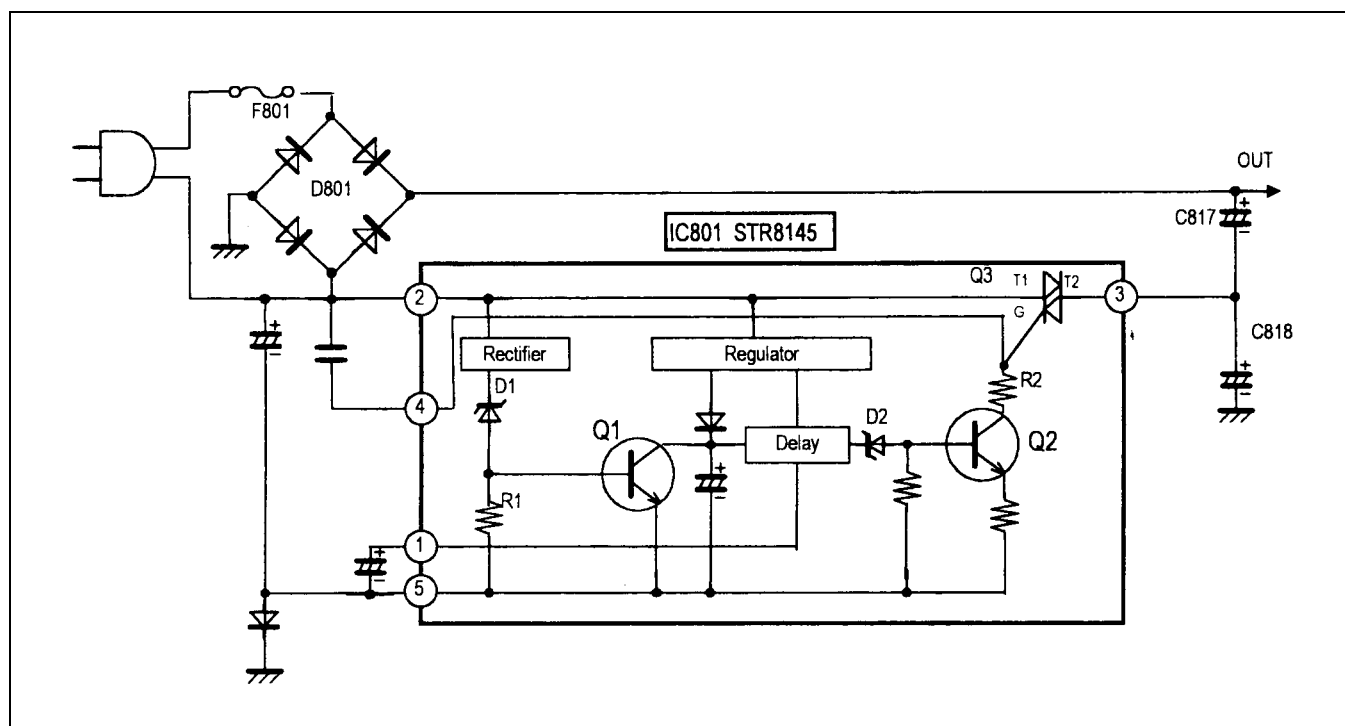 F801
D801
OUT
C817
+
-
IC801 STR8145
Q3
T1
T2
G
2
3
C818
+
-
+
-
Rectifier
Regulator
R2
D1
4
Q1
Delay
D2
Q2
+
-
R1
1
+
-
5